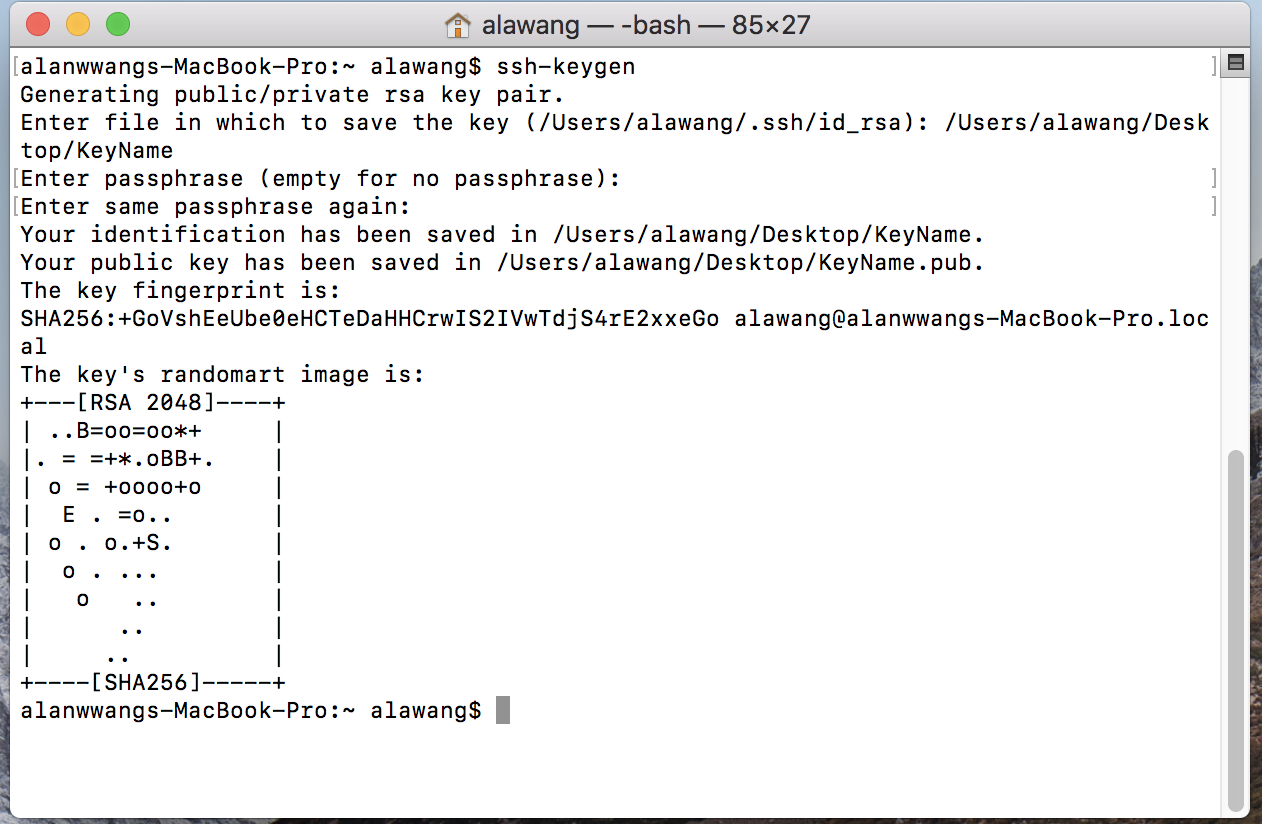 alawang — -bash — 85×27
[alanwwangs-MacBook-Pro:~ alawang$ ssh-keygen ]
Generating public/private rsa key pair.
Enter file in which to save the key (/Users/alawang/.ssh/id_rsa): /Users/alawang/Desk
top/KeyName
[Enter passphrase (empty for no passphrase): ]
[Enter same passphrase again: ]
Your identification has been saved in /Users/alawang/Desktop/KeyName.
Your public key has been saved in /Users/alawang/Desktop/KeyName.pub.
The key fingerprint is:
SHA256:+GoVshEeUbe0eHCTeDaHHCrwIS2IVwTdjS4rE2xxeGo alawang@alanwwangs-MacBook-Pro.loc
al
The key's randomart image is:
+---[RSA 2048]----+
| ..B=oo=oo*+     |
|. = =+*.oBB+.    |
| o = +oooo+o     |
|  E . =o..       |
| o . o.+S.       |
|  o . ...        |
|   o   ..        |
|      ..         |
|     ..          |
+----[SHA256]-----+
alanwwangs-MacBook-Pro:~ alawang$